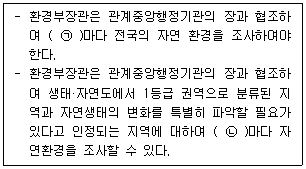 - 환경부장관은 관계중앙행정기관의 장과 협조하
며 ( ㉠ )마다 전국의 자연 환경을 조사하여야
한다.
- 환경부장관은 관계중앙행정기관의 장과 협조하
여 생태·자연도에서 1등급 권역으로 분류된 지
역과 자연생태의 변화를 특별히 파악할 필요가
있다고 인정되는 지역에 대하여 ( ㉡ )마다 자
연환경을 조사할 수 있다.